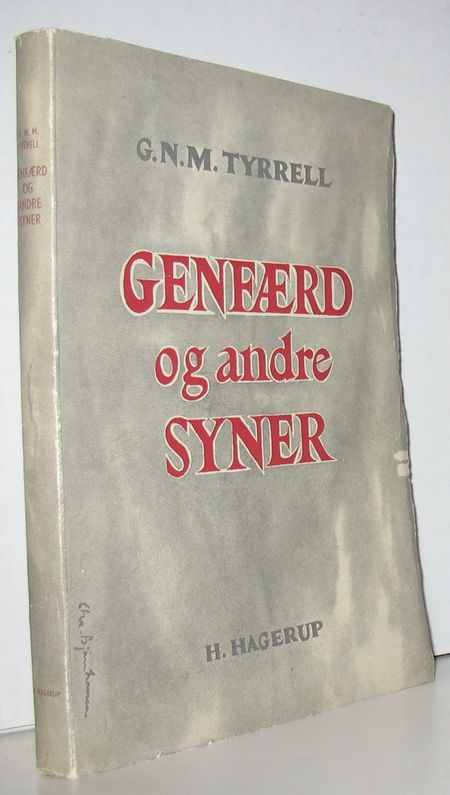 G. N. M.
TYRRELL
GENFÆRD
OG
ANDRE
SYNER
HAGERUP
G.N.M. TYRRELL
GENFÆRD
og andre
SYNER
H. HAGERUP